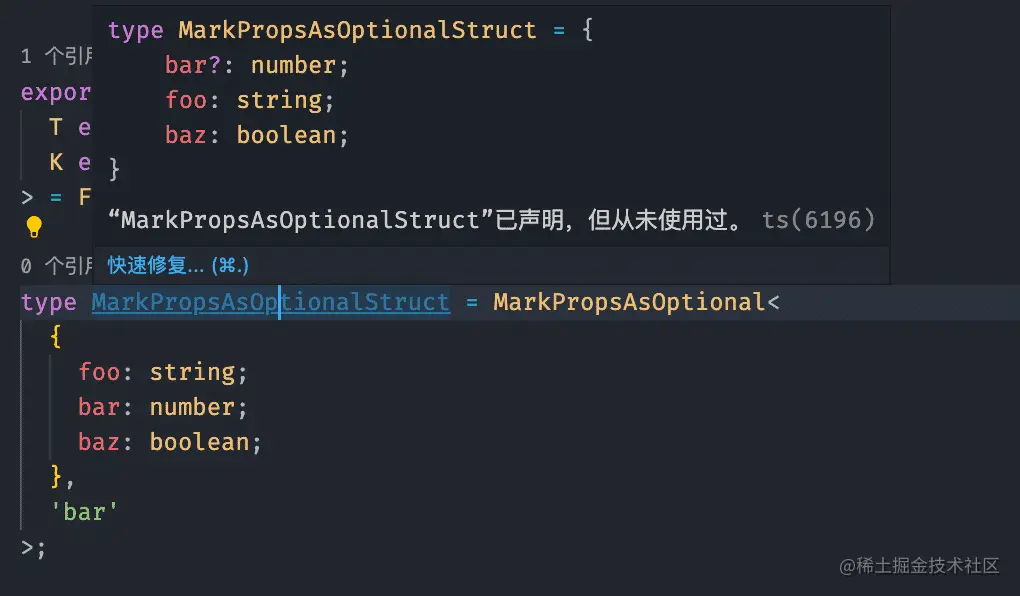 type MarkPropsAsOptionalStruct = {
    bar?: number;
    foo: string;
    baz: boolean;
}
“MarkPropsAsOptionalStruct”已声明，但从未使用过。 ts(6196)
快速修复... (⌘.)
1 个引
expor
T e
K e
> = F
0 个引
type MarkPropsAsOptionalStruct = MarkPropsAsOptional<
  {
    foo: string;
    bar: number;
    baz: boolean;
  },
  'bar'
>;
@稀土掘金技术社区